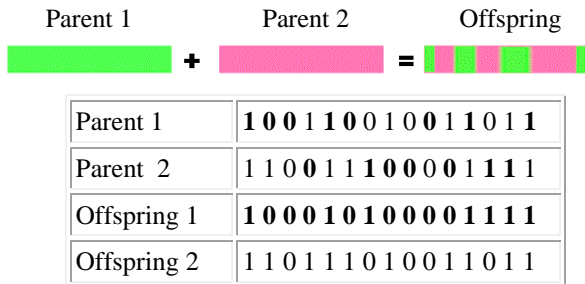 Parent 1 Parent 2 Offspring
+ =
Parent 1 1 0 0 1 1 0 0 1 0 0 1 1 0 1 1
Parent 2 1 1 0 0 1 1 1 0 0 0 0 1 1 1 1
Offspring 1 1 0 0 0 1 0 1 0 0 0 0 1 1 1 1
Offspring 2 1 1 0 1 1 1 0 1 0 0 1 1 0 1 1